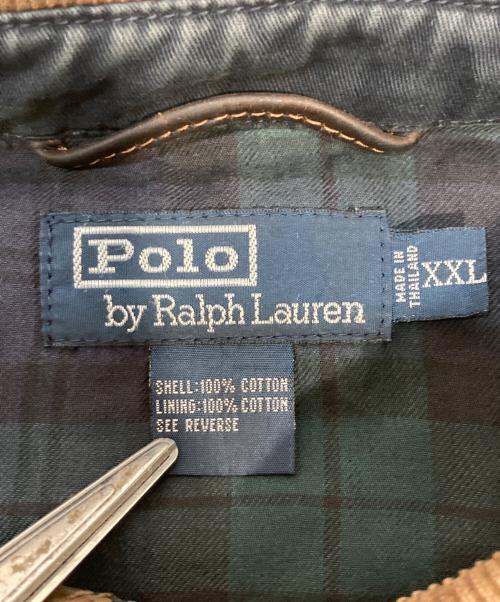 Polo
by Ralph Lauren
MADE IN
THAILAND
XXL
SHELL:100% COTTON
LINING:100% COTTON
SEE REVERSE